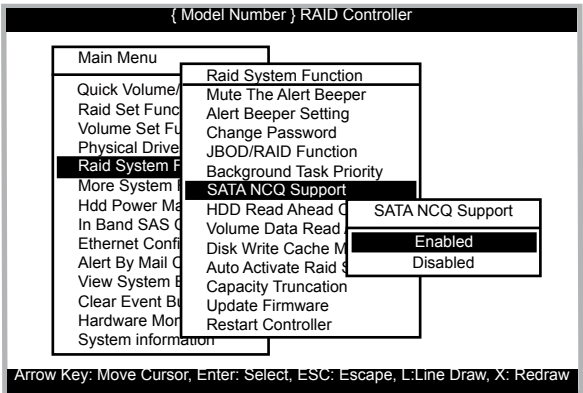 { Model Number } RAID Controller
Main Menu
Quick Volume/
Raid Set Func
Volume Set Fu
Physical Drive
Raid System F
More System
Hdd Power Ma
In Band SAS
Ethernet Confi
Alert By Mail
View System
Clear Event Bu
Hardware Mon
System information
Raid System Function
Mute The Alert Beeper
Alert Beeper Setting
Change Password
JBOD/RAID Function
Background Task Priority
SATA NCQ Support
HDD Read Ahead C
Volume Data Read
Disk Write Cache M
Auto Activate Raid
Capacity Truncation
Update Firmware
Restart Controller
SATA NCQ Support
Enabled
Disabled
Arrow Key: Move Cursor, Enter: Select, ESC: Escape, L:Line Draw, X: Redraw